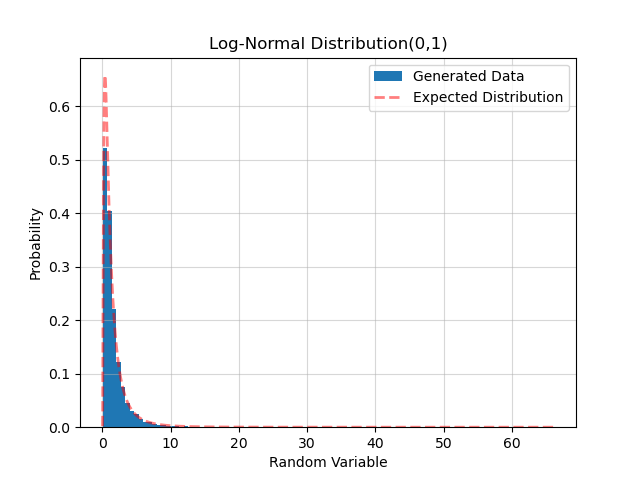 Log-Normal Distribution(0,1)
Generated Data
Expected Distribution
Probability
0.6
0.5
0.4
0.3
0.2
0.1
0.0
0 10 20 30 40 50 60
Random Variable